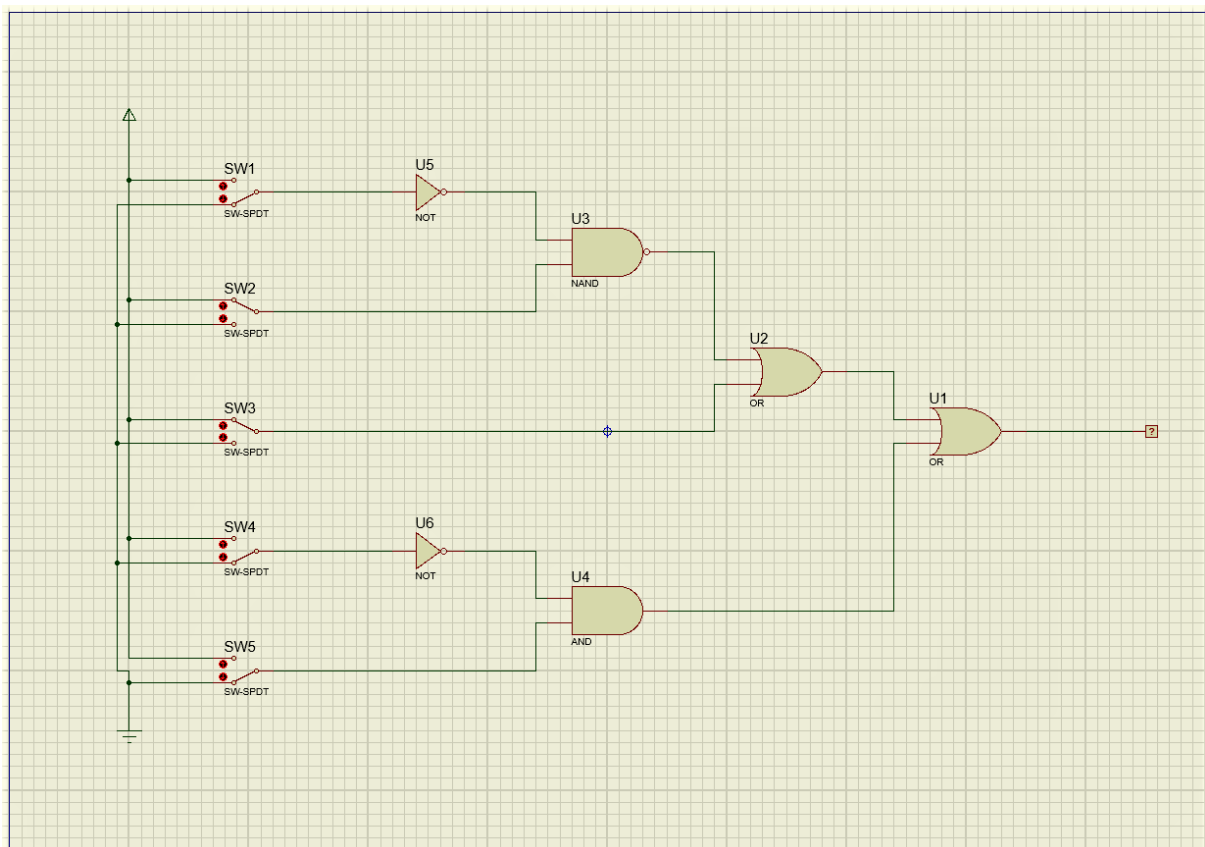 SW1
SW-SPDT
U5
NOT
U3
NAND
SW2
SW-SPDT
U2
OR
SW3
SW-SPDT
U1
OR
?
SW4
SW-SPDT
U6
NOT
U4
AND
SW5
SW-SPDT